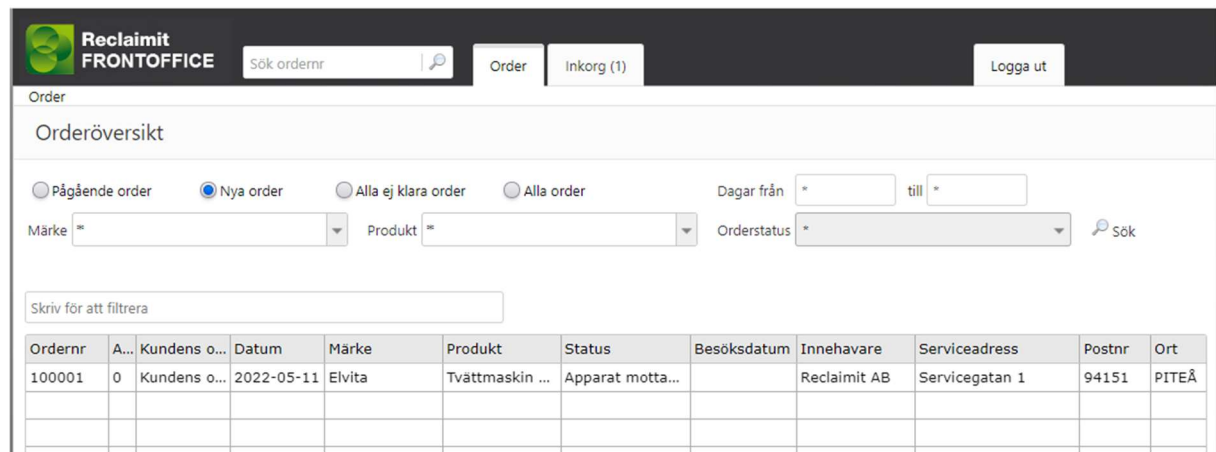 Reclaimit
FRONTOFFICE
Sök ordernr
Order
Inkorg (1)
Logga ut
Order
Orderöversikt
Pågående order Nya order Alla ej klara order Alla order Dagar från * till *
Märke * Produkt * Orderstatus * Sök
Skriv för att filtrera
Ordernr A... Kundens o... Datum Märke Produkt Status Besöksdatum Innehavare Serviceadress Postnr Ort
100001 0 Kundens o... 2022-05-11 Elvita Tvättmaskin ... Apparat motta... Reclaimit AB Servicegatan 1 94151 PITEÅ